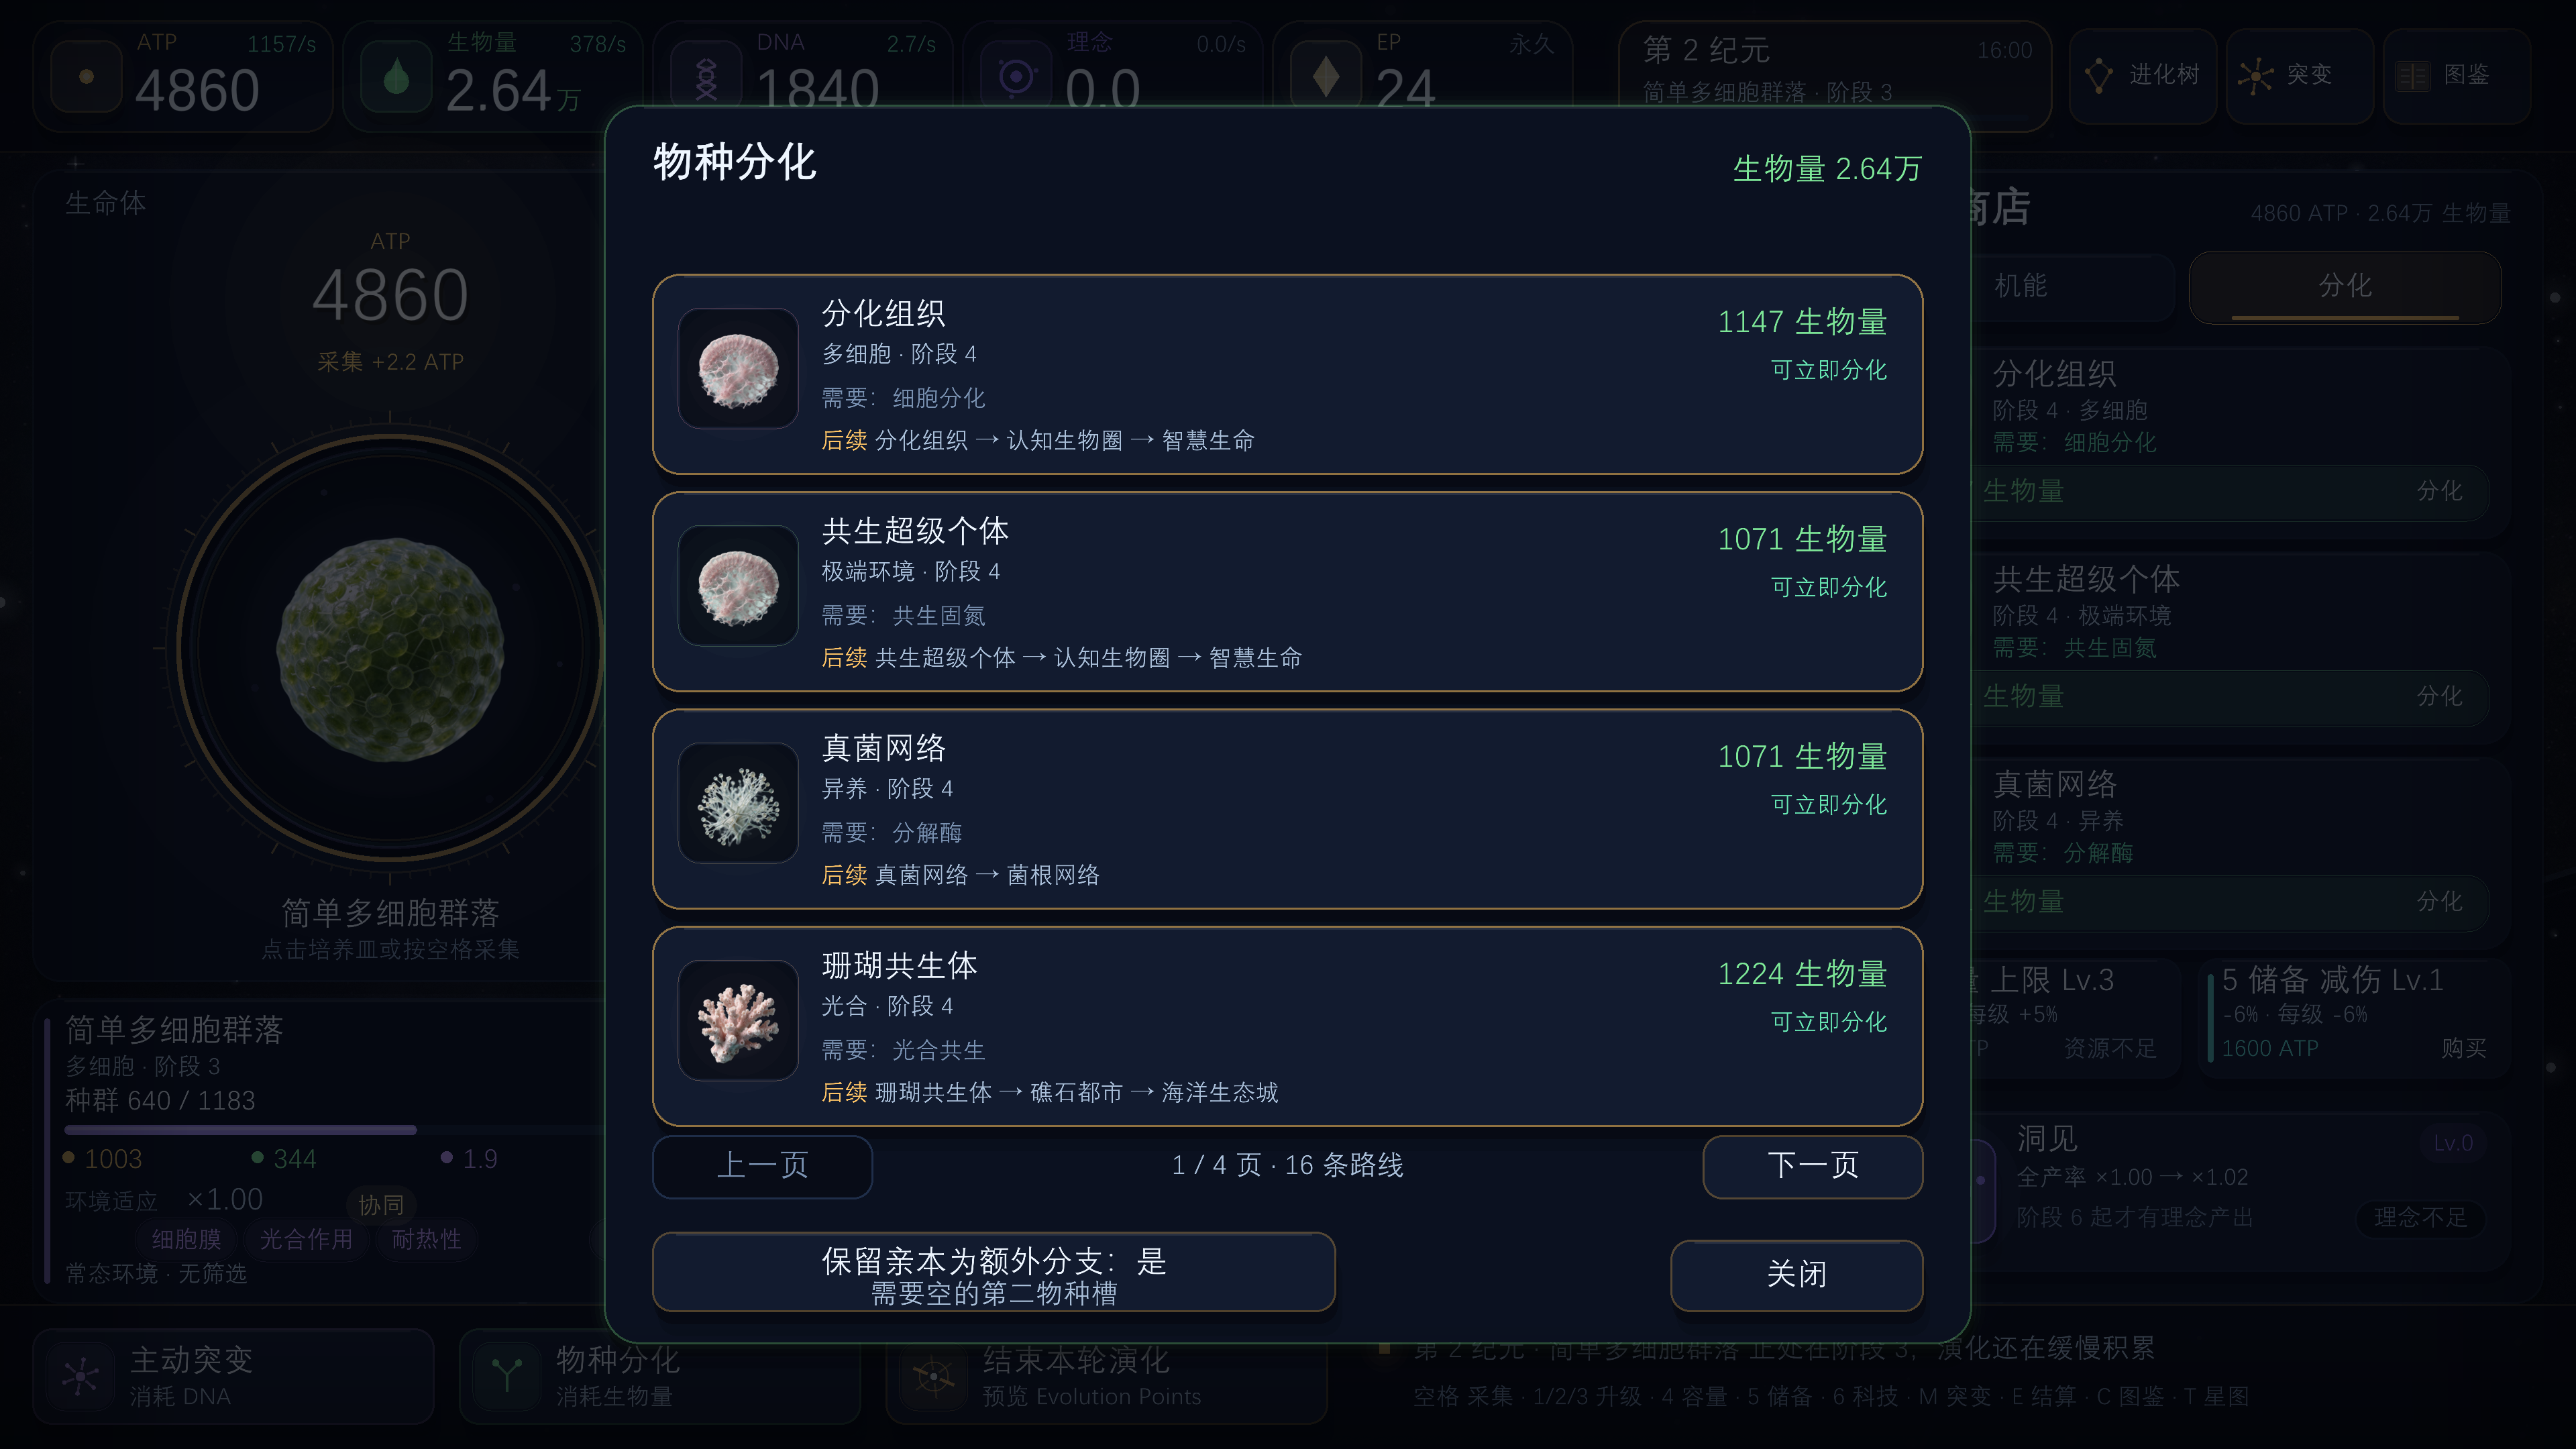 ATP 1157/s
4860
生物量 378/s
2.64万
DNA 2.7/s
1840
理念 0.0/s
0.0
EP 永久
24
第 2 纪元 16:00
简单多细胞群落 · 阶段 3
进化树
突变
图鉴
生命体
ATP
4860
采集 +2.2 ATP
简单多细胞群落
点击培养皿或按空格采集
简单多细胞群落
多细胞 · 阶段 3
种群 640 / 1183
1003 344 1.9
环境适应 ×1.00 协同
细胞膜 光合作用 耐热性
常态环境 · 无筛选
物种分化 生物量 2.64万
分化组织 1147 生物量
多细胞 · 阶段 4 可立即分化
需要：细胞分化
后续 分化组织 → 认知生物圈 → 智慧生命
共生超级个体 1071 生物量
极端环境 · 阶段 4 可立即分化
需要：共生固氮
后续 共生超级个体 → 认知生物圈 → 智慧生命
真菌网络 1071 生物量
异养 · 阶段 4 可立即分化
需要：分解酶
后续 真菌网络 → 菌根网络
珊瑚共生体 1224 生物量
光合 · 阶段 4 可立即分化
需要：光合共生
后续 珊瑚共生体 → 礁石都市 → 海洋生态城
上一页 1 / 4 页 · 16 条路线 下一页
保留亲本为额外分支：是
需要空的第二物种槽
关闭
商店 4860 ATP · 2.64万 生物量
机能 分化
分化组织
阶段 4 · 多细胞
需要：细胞分化
生物量 分化
共生超级个体
阶段 4 · 极端环境
需要：共生固氮
生物量 分化
真菌网络
阶段 4 · 异养
需要：分解酶
生物量 分化
上限 Lv.3
每级 +5%
资源不足
5 储备 减伤 Lv.1
-6% · 每级 -6%
1600 ATP 购买
洞见 Lv.0
全产率 ×1.00 → ×1.02
阶段 6 起才有理念产出 理念不足
主动突变
消耗 DNA
物种分化
消耗生物量
结束本轮演化
预览 Evolution Points
第 2 纪元 · 简单多细胞群落 正处在阶段 3，演化还在缓慢积累
空格 采集 · 1/2/3 升级 · 4 容量 · 5 储备 · 6 科技 · M 突变 · E 结算 · C 图鉴 · T 星图